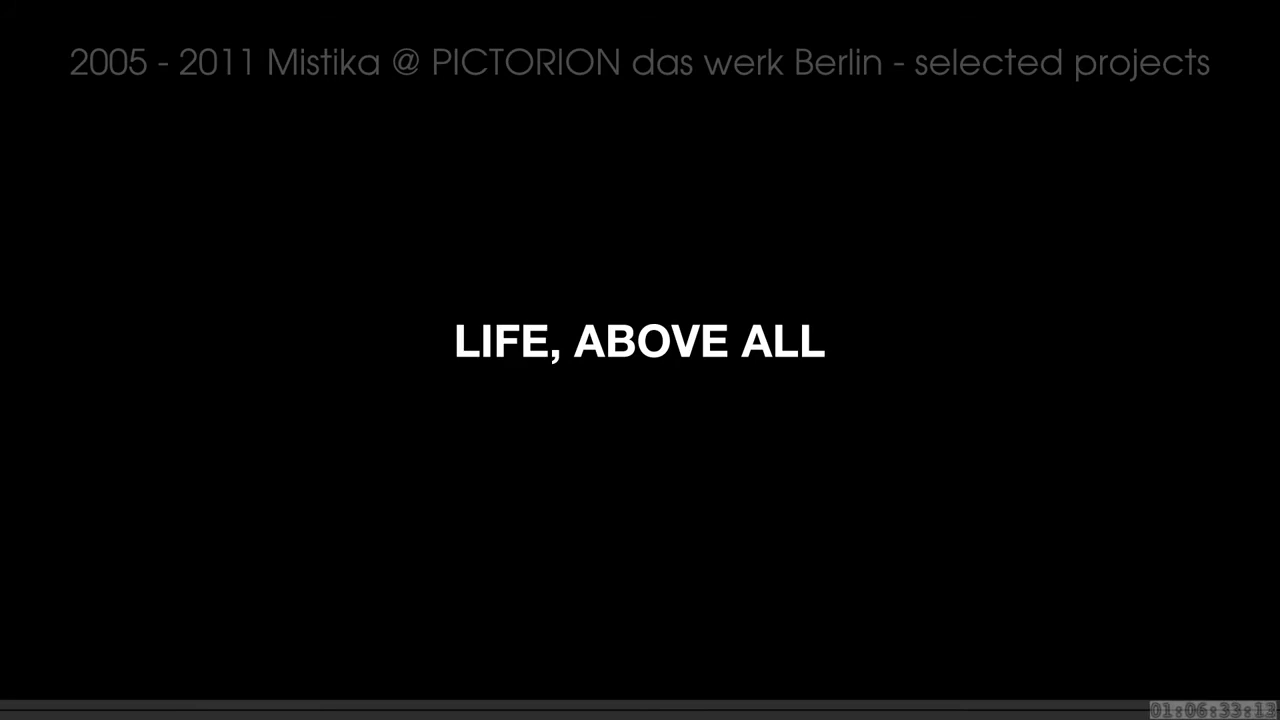 2005 - 2011 Mistika @ PICTORION das werk Berlin - selected projects
LIFE, ABOVE ALL
01:06:33:13